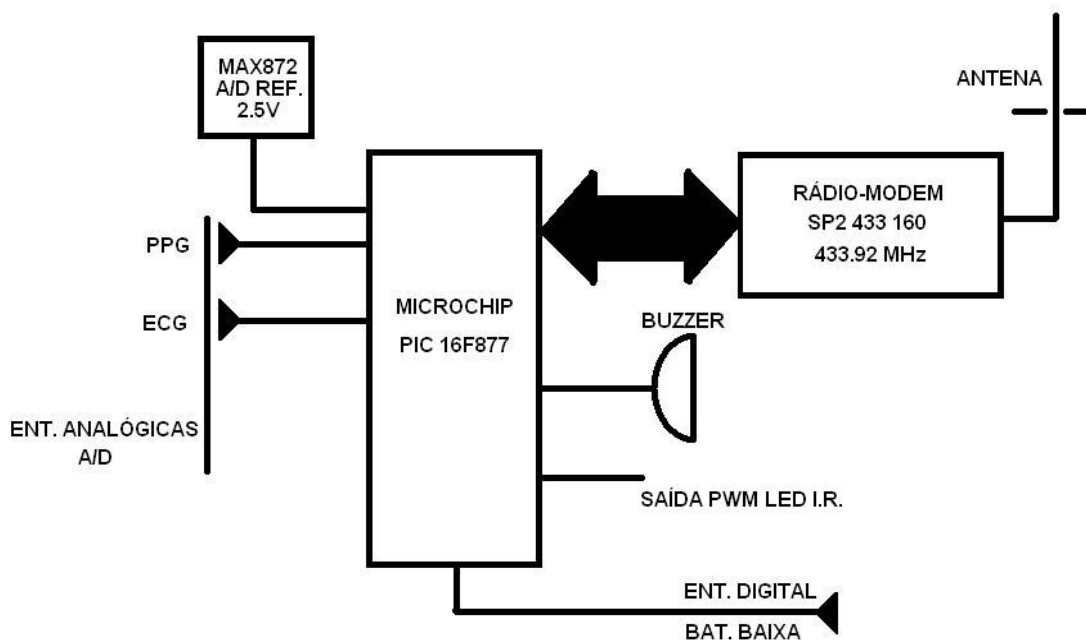 MAX872
A/D REF.
2.5V
ANTENA
RÁDIO-MODEM
SP2 433 160
433.92 MHz
PPG
ECG
MICROCHIP
PIC 16F877
BUZZER
ENT. ANALÓGICAS
A/D
SAÍDA PWM LED I.R.
ENT. DIGITAL
BAT. BAIXA